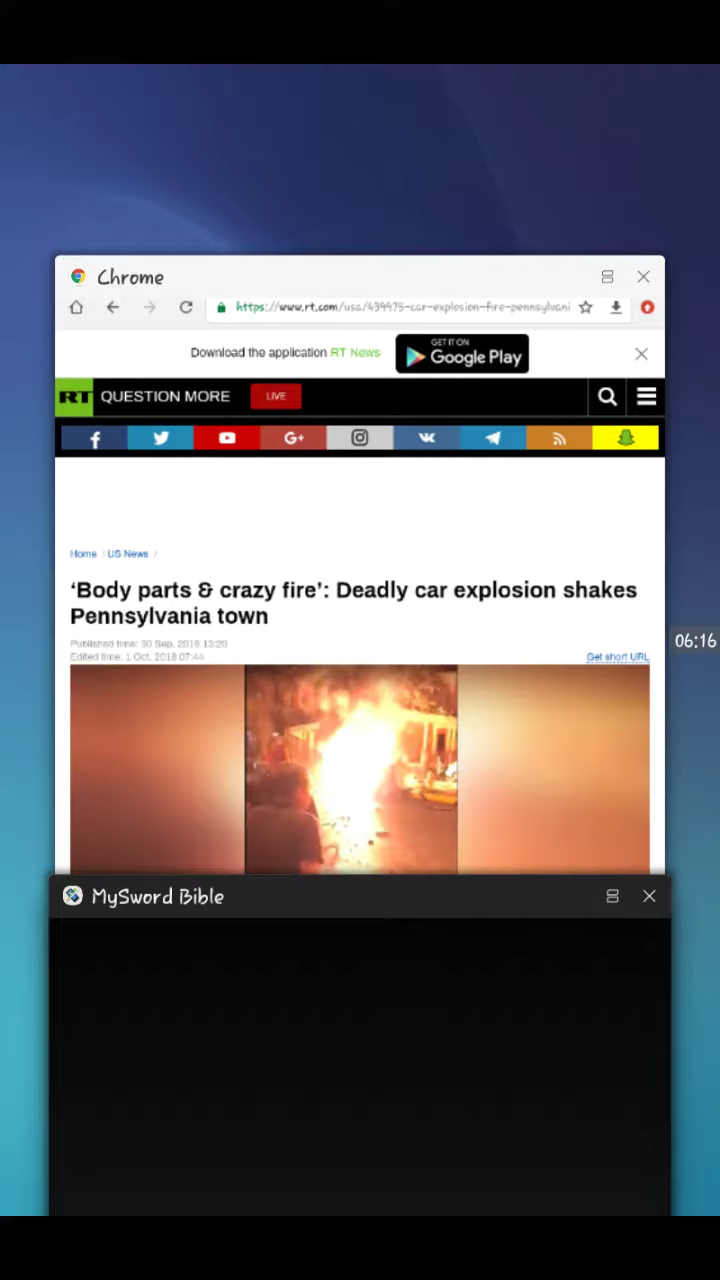 Chrome
https://www.rt.com/usa/439975-car-explosion-fire-pennsylvani
Download the application RT News
GET IT ON
Google Play
RT QUESTION MORE LIVE
f G+
Home / US News /
‘Body parts & crazy fire’: Deadly car explosion shakes
Pennsylvania town
Published time: 30 Sep, 2018 13:20
Edited time: 1 Oct, 2018 07:44 Get short URL
06:16
MySword Bible